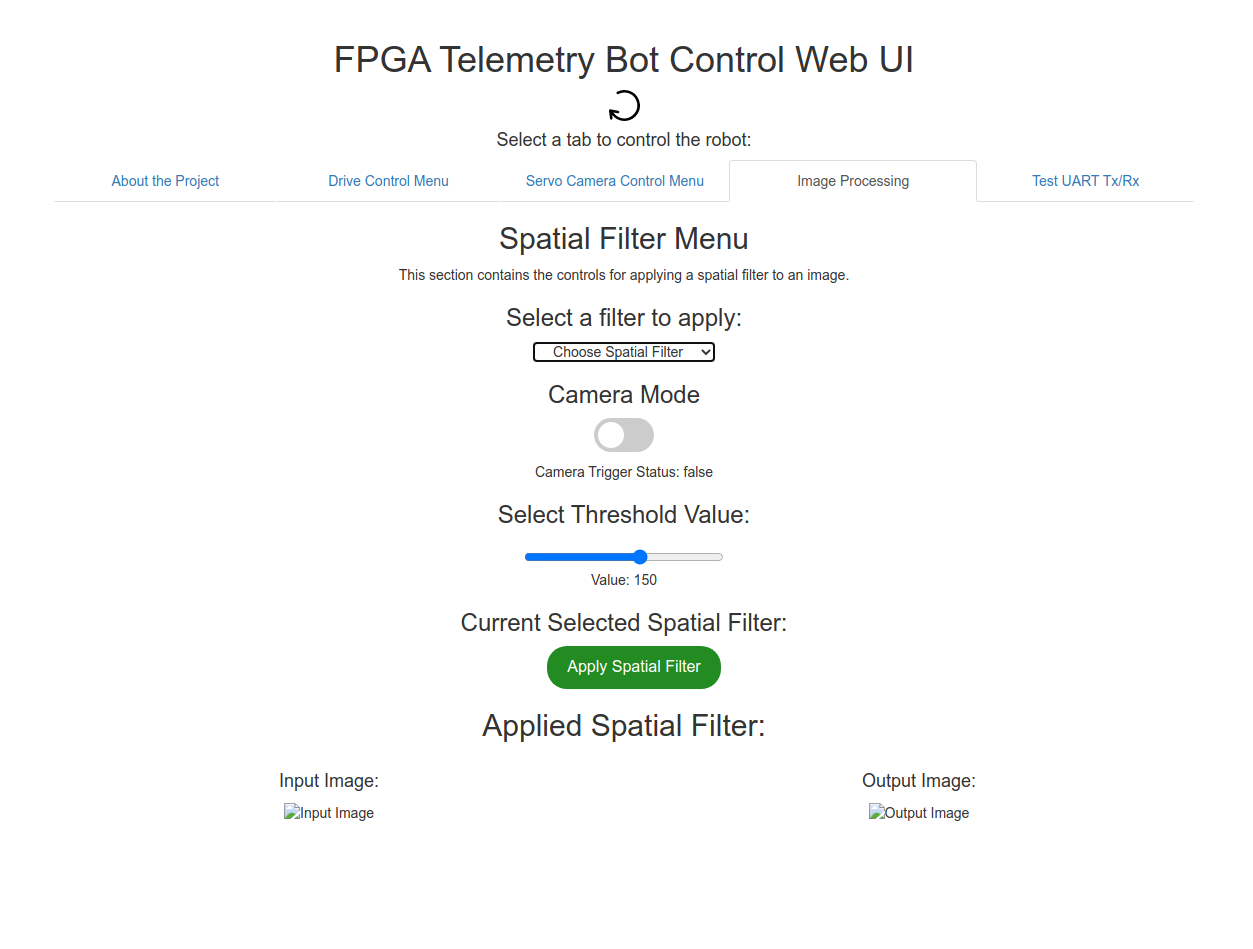 FPGA Telemetry Bot Control Web UI
Select a tab to control the robot:
About the Project Drive Control Menu Servo Camera Control Menu Image Processing Test UART Tx/Rx
Spatial Filter Menu
This section contains the controls for applying a spatial filter to an image.
Select a filter to apply:
Choose Spatial Filter
Camera Mode
Camera Trigger Status: false
Select Threshold Value:
Value: 150
Current Selected Spatial Filter:
Apply Spatial Filter
Applied Spatial Filter:
Input Image: Output Image:
Input Image Output Image